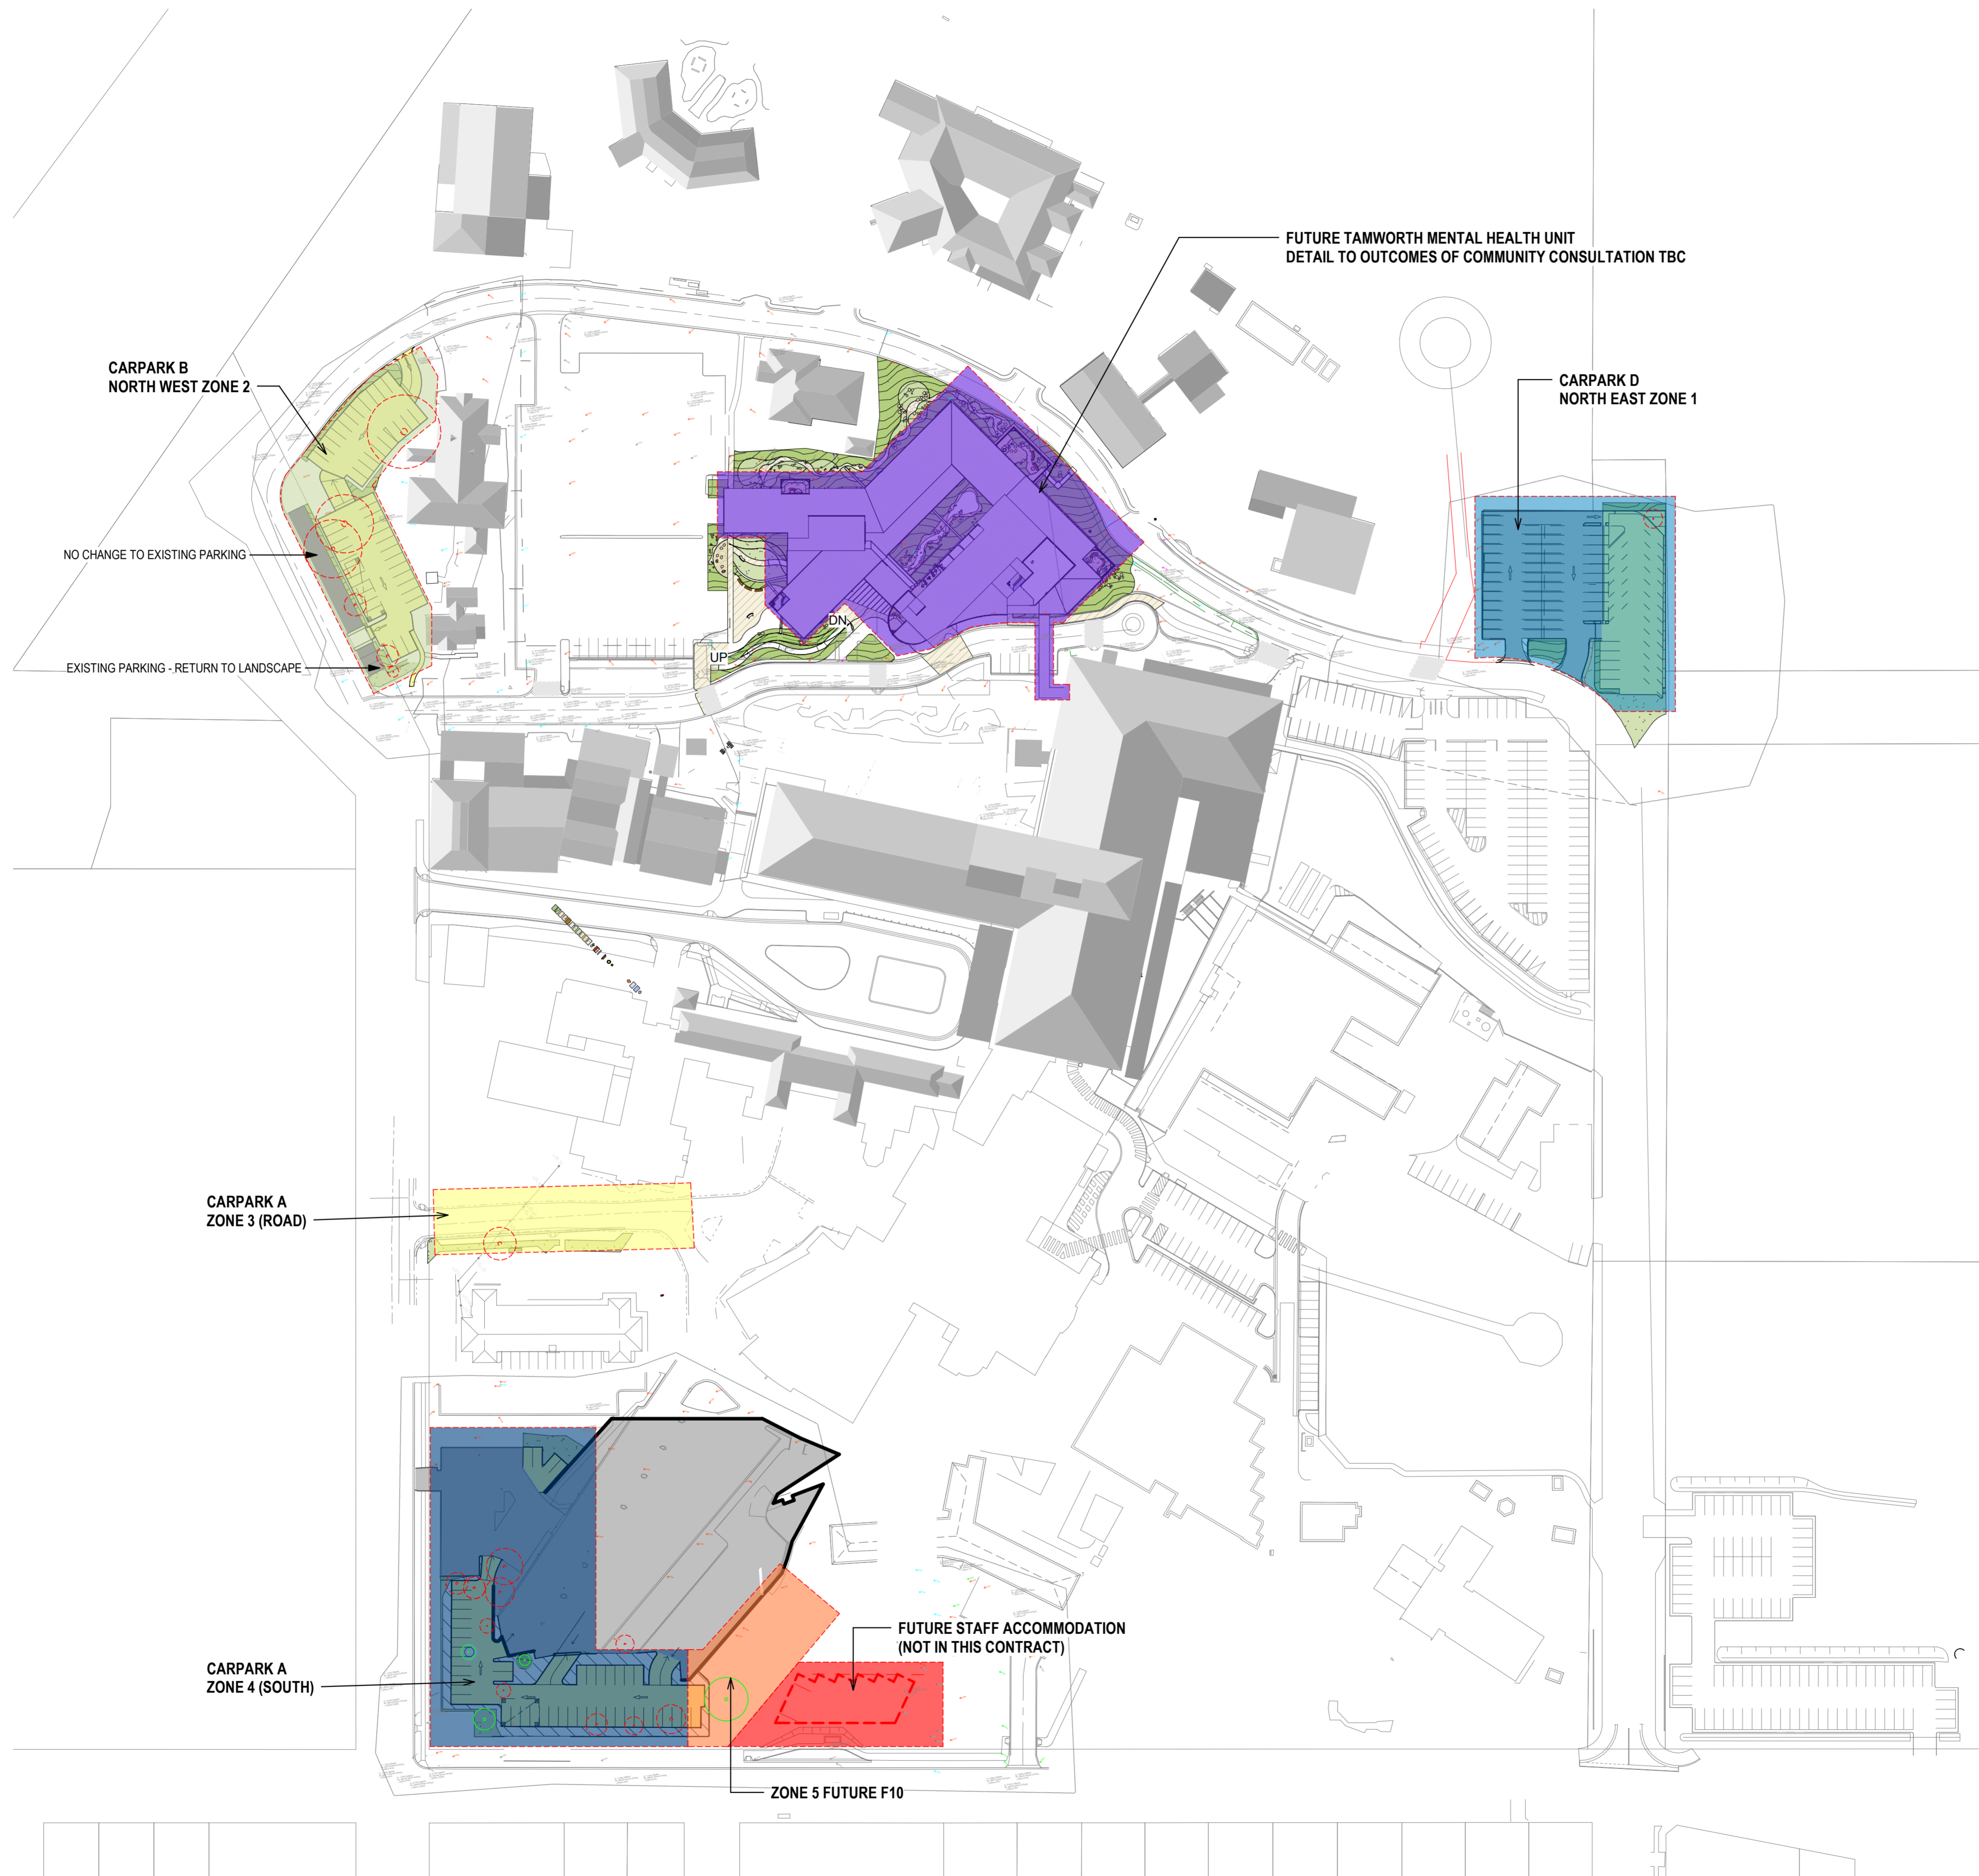 FUTURE TAMWORTH MENTAL HEALTH UNIT
DETAIL TO OUTCOMES OF COMMUNITY CONSULTATION TBC
CARPARK B
NORTH WEST ZONE 2
CARPARK D
NORTH EAST ZONE 1
NO CHANGE TO EXISTING PARKING
DN
UP
EXISTING PARKING - RETURN TO LANDSCAPE
CARPARK A
ZONE 3 (ROAD)
FUTURE STAFF ACCOMMODATION
(NOT IN THIS CONTRACT)
CARPARK A
ZONE 4 (SOUTH)
ZONE 5 FUTURE F10